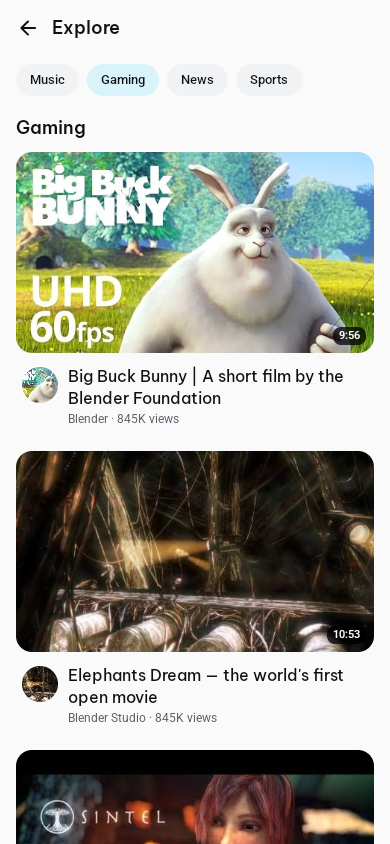 Explore
Music
Gaming
News
Sports
Gaming
Big Buck
BUNNY
UHD
60fps
9:56
Big Buck Bunny | A short film by the
Blender Foundation
Blender · 845K views
10:53
Elephants Dream — the world's first
open movie
Blender Studio · 845K views
SINTEL